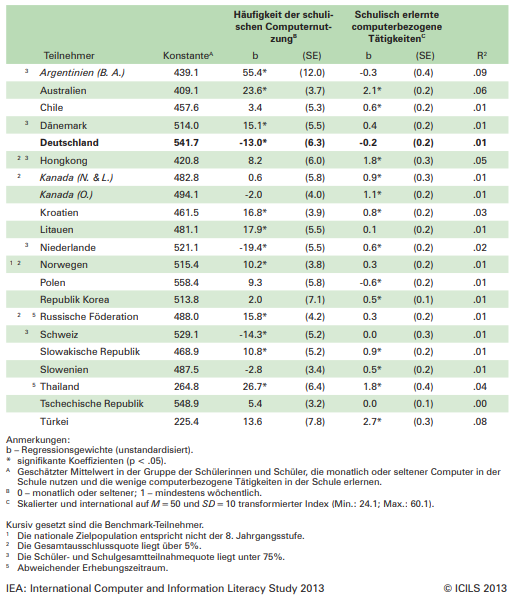 Häufigkeit der schuli-
schen Computernut-
zungB
Schulisch erlernte
computerbezogene
TätigkeitenC
Teilnehmer KonstanteA b (SE) b (SE) R2
3 Argentinien (B. A.) 439.1 55.4* (12.0) -0.3 (0.4) .09
Australien 409.1 23.6* (3.7) 2.1* (0.2) .06
Chile 457.6 3.4 (5.3) 0.6* (0.2) .01
3 Dänemark 514.0 15.1* (5.5) 0.4 (0.2) .01
Deutschland 541.7 -13.0* (6.3) -0.2 (0.2) .01
2 3 Hongkong 420.8 8.2 (6.0) 1.8* (0.3) .05
2 Kanada (N. & L.) 482.8 0.6 (5.8) 0.9* (0.3) .01
Kanada (O.) 494.1 -2.0 (4.0) 1.1* (0.2) .01
Kroatien 461.5 16.8* (3.9) 0.8* (0.2) .03
Litauen 481.1 17.9* (5.5) 0.1 (0.2) .01
3 Niederlande 521.1 -19.4* (5.5) 0.6* (0.2) .02
1 2 Norwegen 515.4 10.2* (3.8) 0.3 (0.2) .01
Polen 558.4 9.3 (5.8) -0.6* (0.2) .01
Republik Korea 513.8 2.0 (7.1) 0.5* (0.1) .01
2 5 Russische Föderation 488.0 15.8* (4.2) 0.3 (0.2) .01
3 Schweiz 529.1 -14.3* (5.2) 0.0 (0.3) .01
Slowakische Republik 468.9 10.8* (5.2) 0.9* (0.2) .01
Slowenien 487.5 -2.8 (3.4) 0.5* (0.2) .01
5 Thailand 264.8 26.7* (6.4) 1.8* (0.4) .04
Tschechische Republik 548.9 5.4 (3.2) 0.0 (0.1) .00
Türkei 225.4 13.6 (7.8) 2.7* (0.3) .08
Anmerkungen:
b – Regressionsgewichte (unstandardisiert).
* signifikante Koeffizienten (p < .05).
A Geschätzter Mittelwert in der Gruppe der Schülerinnen und Schüler, die monatlich oder seltener Computer in der
Schule nutzen und die wenige computerbezogene Tätigkeiten in der Schule erlernen.
B 0 – monatlich oder seltener; 1 – mindestens wöchentlich.
C Skalierter und international auf M = 50 und SD = 10 transformierter Index (Min.: 24.1; Max.: 60.1).
Kursiv gesetzt sind die Benchmark-Teilnehmer.
1 Die nationale Zielpopulation entspricht nicht der 8. Jahrgangsstufe.
2 Die Gesamtausschlussquote liegt über 5%.
3 Die Schüler- und Schulgesamtteilnahmequote liegt unter 75%.
5 Abweichender Erhebungszeitraum.
IEA: International Computer and Information Literacy Study 2013 © ICILS 2013